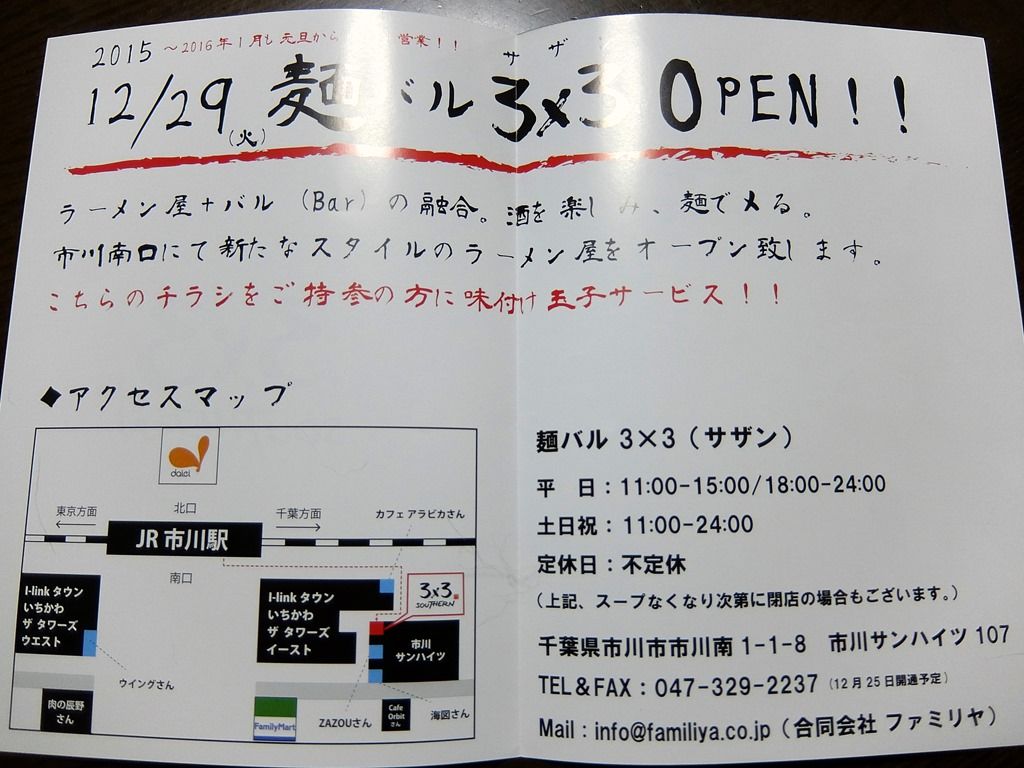 2015 〜2016年1月も元旦から 営業！！
サザ
12/29(火) 麺バル 3×3 OPEN！！
ラーメン屋+バル（Bar）の融合。酒を楽しみ、麺で〆る。
市川南口にて新たなスタイルのラーメン屋をオープン致します。
こちらのチラシをご持参の方に味付け玉子サービス！！
◆アクセスマップ
daiei
東京方面
北口
千葉方面
カフェアラビカさん
JR 市川駅
南口
I-link タウン
いちかわ
ザ タワーズ
ウエスト
I-link タウン
いちかわ
ザ タワーズ
イースト
3x3
SOUTHERN
市川
サンハイツ
ウイングさん
肉の辰野
さん
FamilyMart
ZAZOUさん
Cafe
Orbit
さん
海図さん
麺バル 3×3（サザン）
平　日：11:00-15:00/18:00-24:00
土日祝：11:00-24:00
定休日：不定休
（上記、スープなくなり次第に閉店の場合もございます。）
千葉県市川市市川南 1-1-8　市川サンハイツ 107
TEL＆FAX：047-329-2237（12月25日開通予定）
Mail：info@familiya.co.jp（合同会社 ファミリヤ）